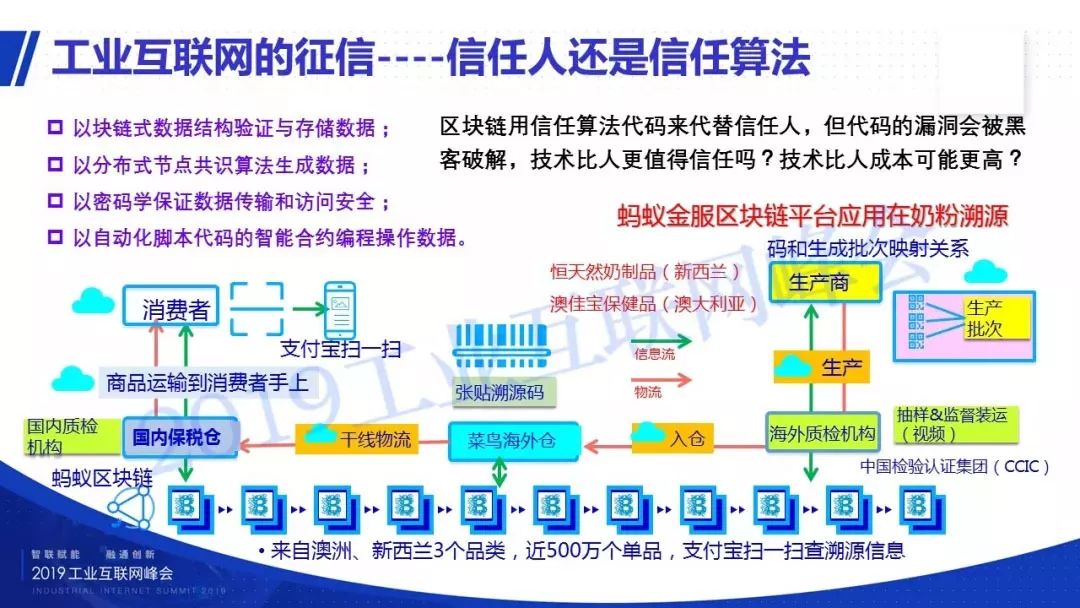 工业互联网的征信----信任人还是信任算法
以块链式数据结构验证与存储数据；
以分布式节点共识算法生成数据；
以密码学保证数据传输和访问安全；
以自动化脚本代码的智能合约编程操作数据。
区块链用信任算法代码来代替信任人，但代码的漏洞会被黑
客破解，技术比人更值得信任吗？技术比人成本可能更高？
蚂蚁金服区块链平台应用在奶粉溯源
码和生成批次映射关系
恒天然奶制品（新西兰）
澳佳宝保健品（澳大利亚）
生产商
生产
批次
消费者
支付宝扫一扫
信息流
物流
生产
商品运输到消费者手上
张贴溯源码
国内质检
机构
国内保税仓
干线物流
菜鸟海外仓
入仓
海外质检机构
抽样&监督装运
（视频）
中国检验认证集团（CCIC）
蚂蚁区块链
来自澳洲、新西兰3个品类，近500万个单品，支付宝扫一扫查溯源信息
智联赋能 融通创新
2019工业互联网峰会
INDUSTRIAL INTERNET SUMMIT 2019
2019工业互联网峰会